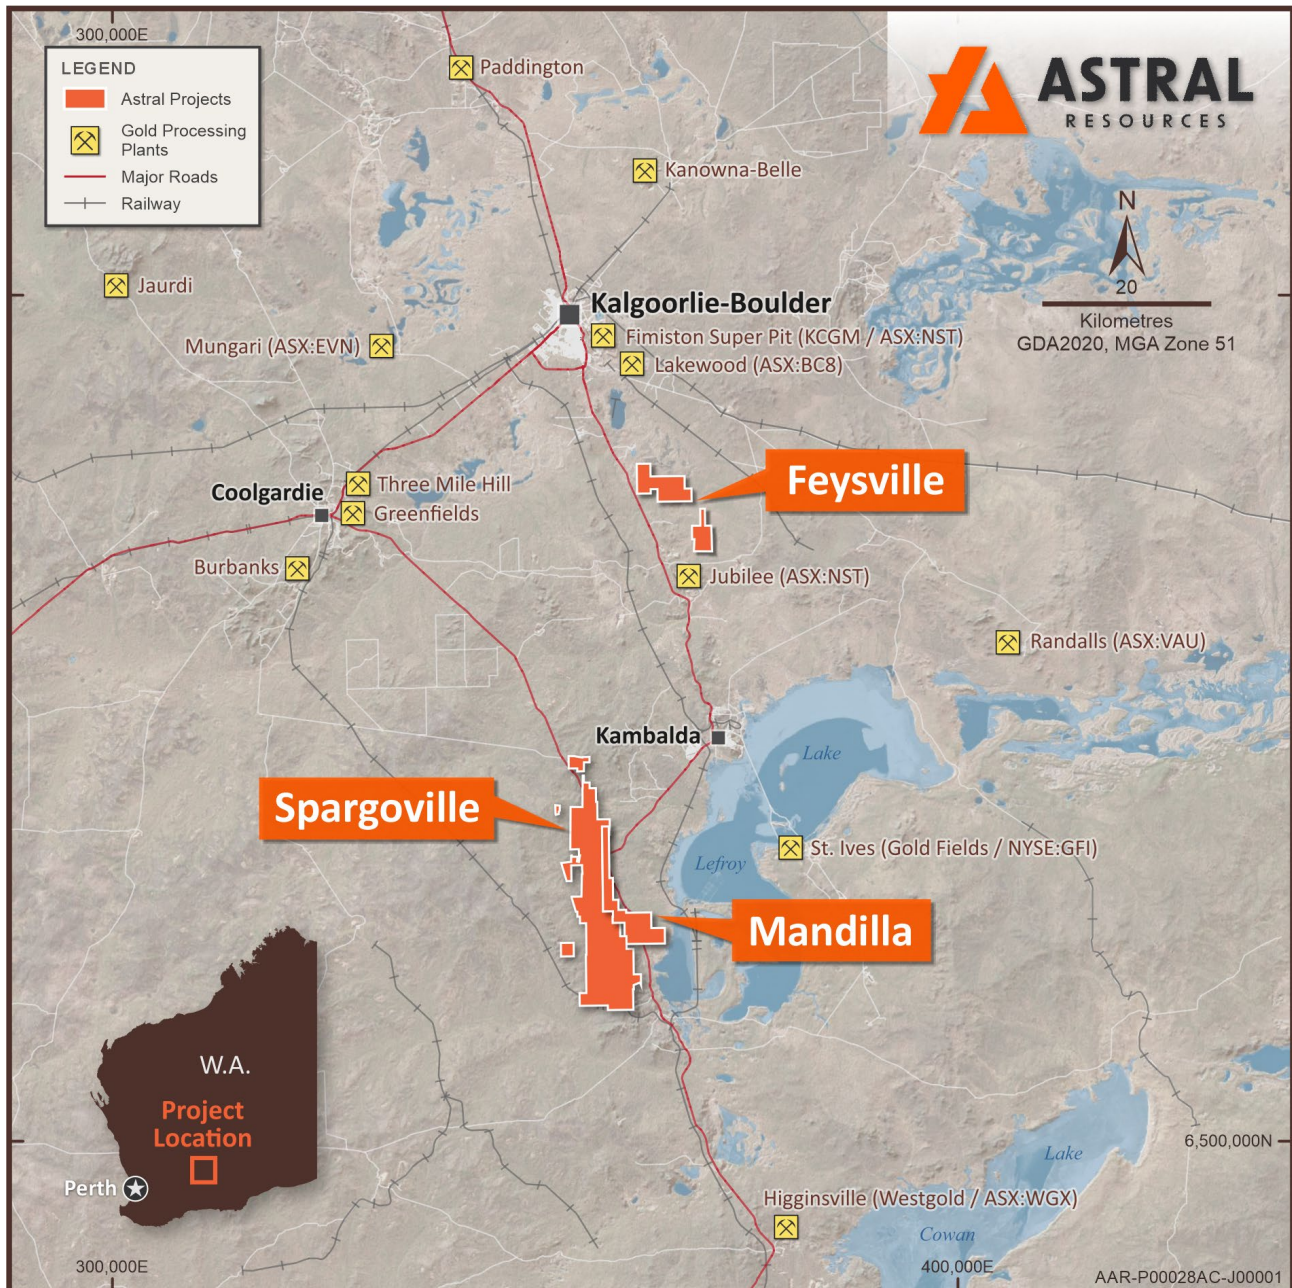 300,000E
LEGEND
Astral Projects
Gold Processing
Plants
Major Roads
Railway
ASTRAL
RESOURCES
Paddington
Kanowna-Belle
N
20
Kilometres
GDA2020, MGA Zone 51
Jaurdi
Kalgoorlie-Boulder
Mungari (ASX:EVN)
Fimiston Super Pit (KCGM / ASX:NST)
Lakewood (ASX:BC8)
Feysville
Coolgardie
Three Mile Hill
Greenfields
Burbanks
Jubilee (ASX:NST)
Randalls (ASX:VAU)
Kambalda
Lake
Lefroy
Spargoville
St. Ives (Gold Fields / NYSE:GFI)
Mandilla
W.A.
Project
Location
Perth
6,500,000N
Lake
Cowan
Higginsville (Westgold / ASX:WGX)
300,000E
400,000E
AAR-P00028AC-J00001